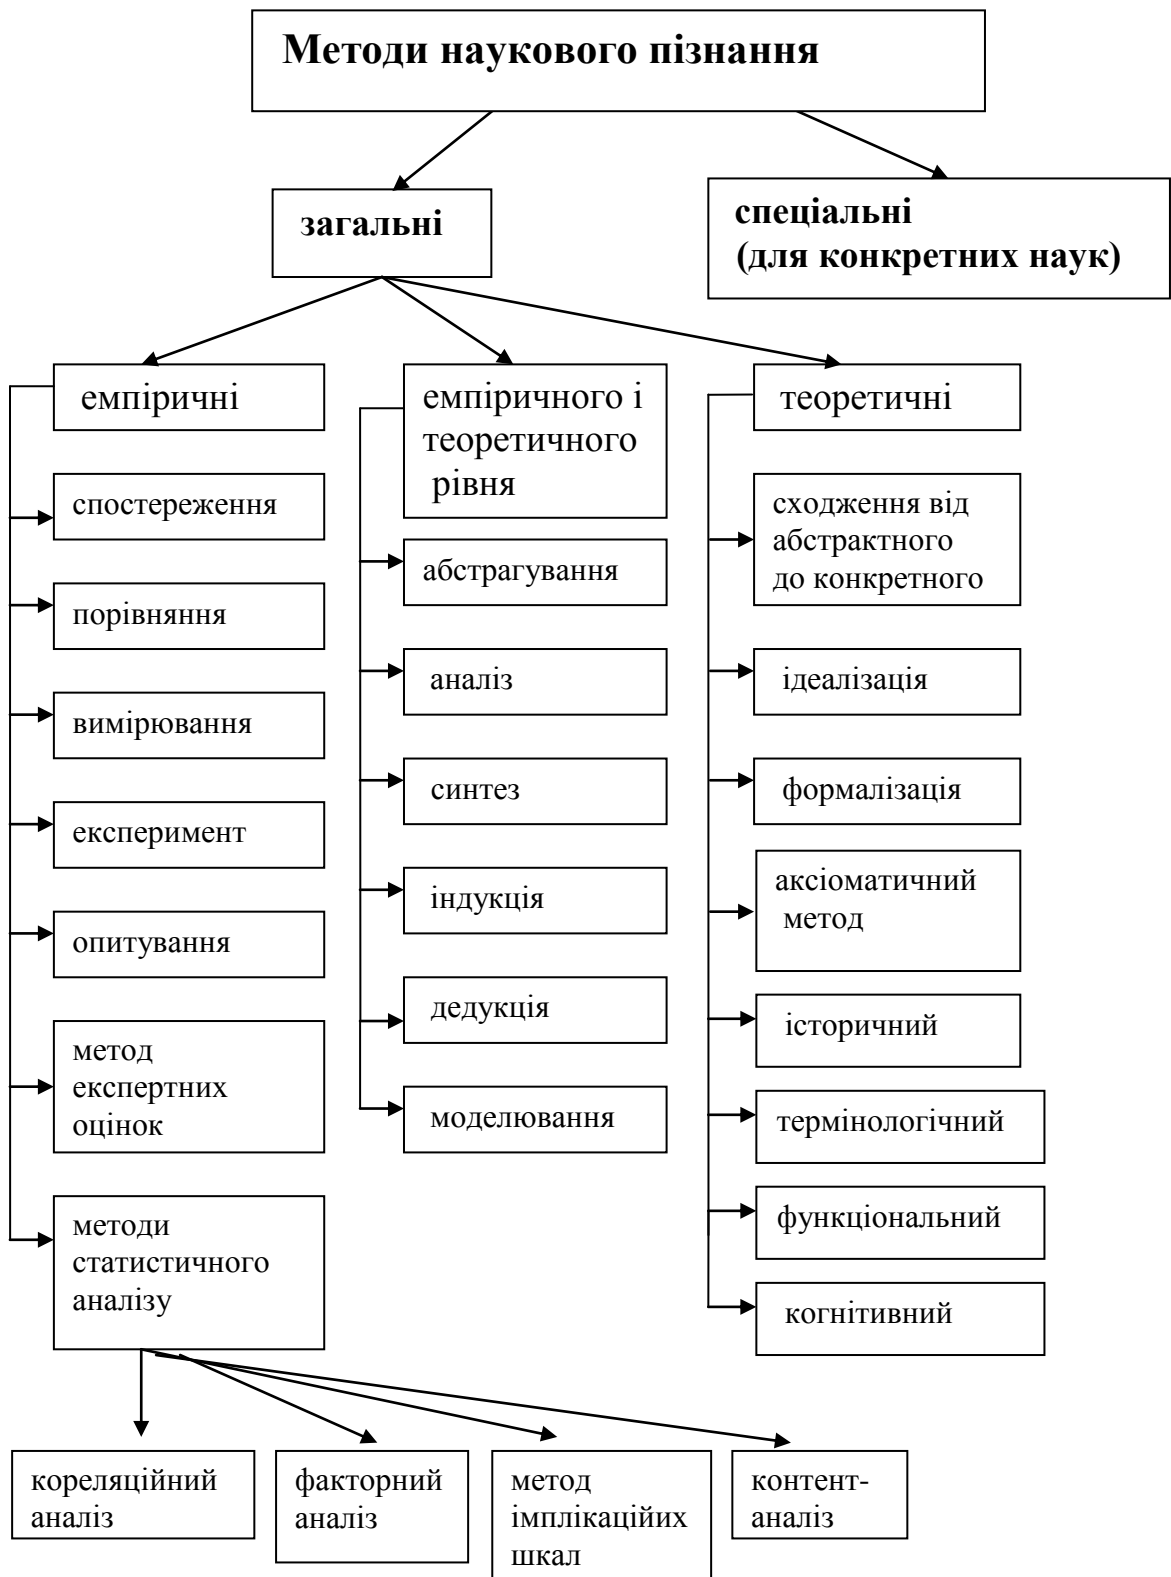 Методи наукового пізнання
загальні
спеціальні
(для конкретних наук)
емпіричні
спостереження
порівняння
вимірювання
експеримент
опитування
метод
експертних
оцінок
методи
статистичного
аналізу
емпіричного і
теоретичного
рівня
абстрагування
аналіз
синтез
індукція
дедукція
моделювання
теоретичні
сходження від
абстрактного
до конкретного
ідеалізація
формалізація
аксіоматичний
метод
історичний
термінологічний
функціональний
когнітивний
кореляційний
аналіз
факторний
аналіз
метод
імплікаційих
шкал
контент-
аналіз